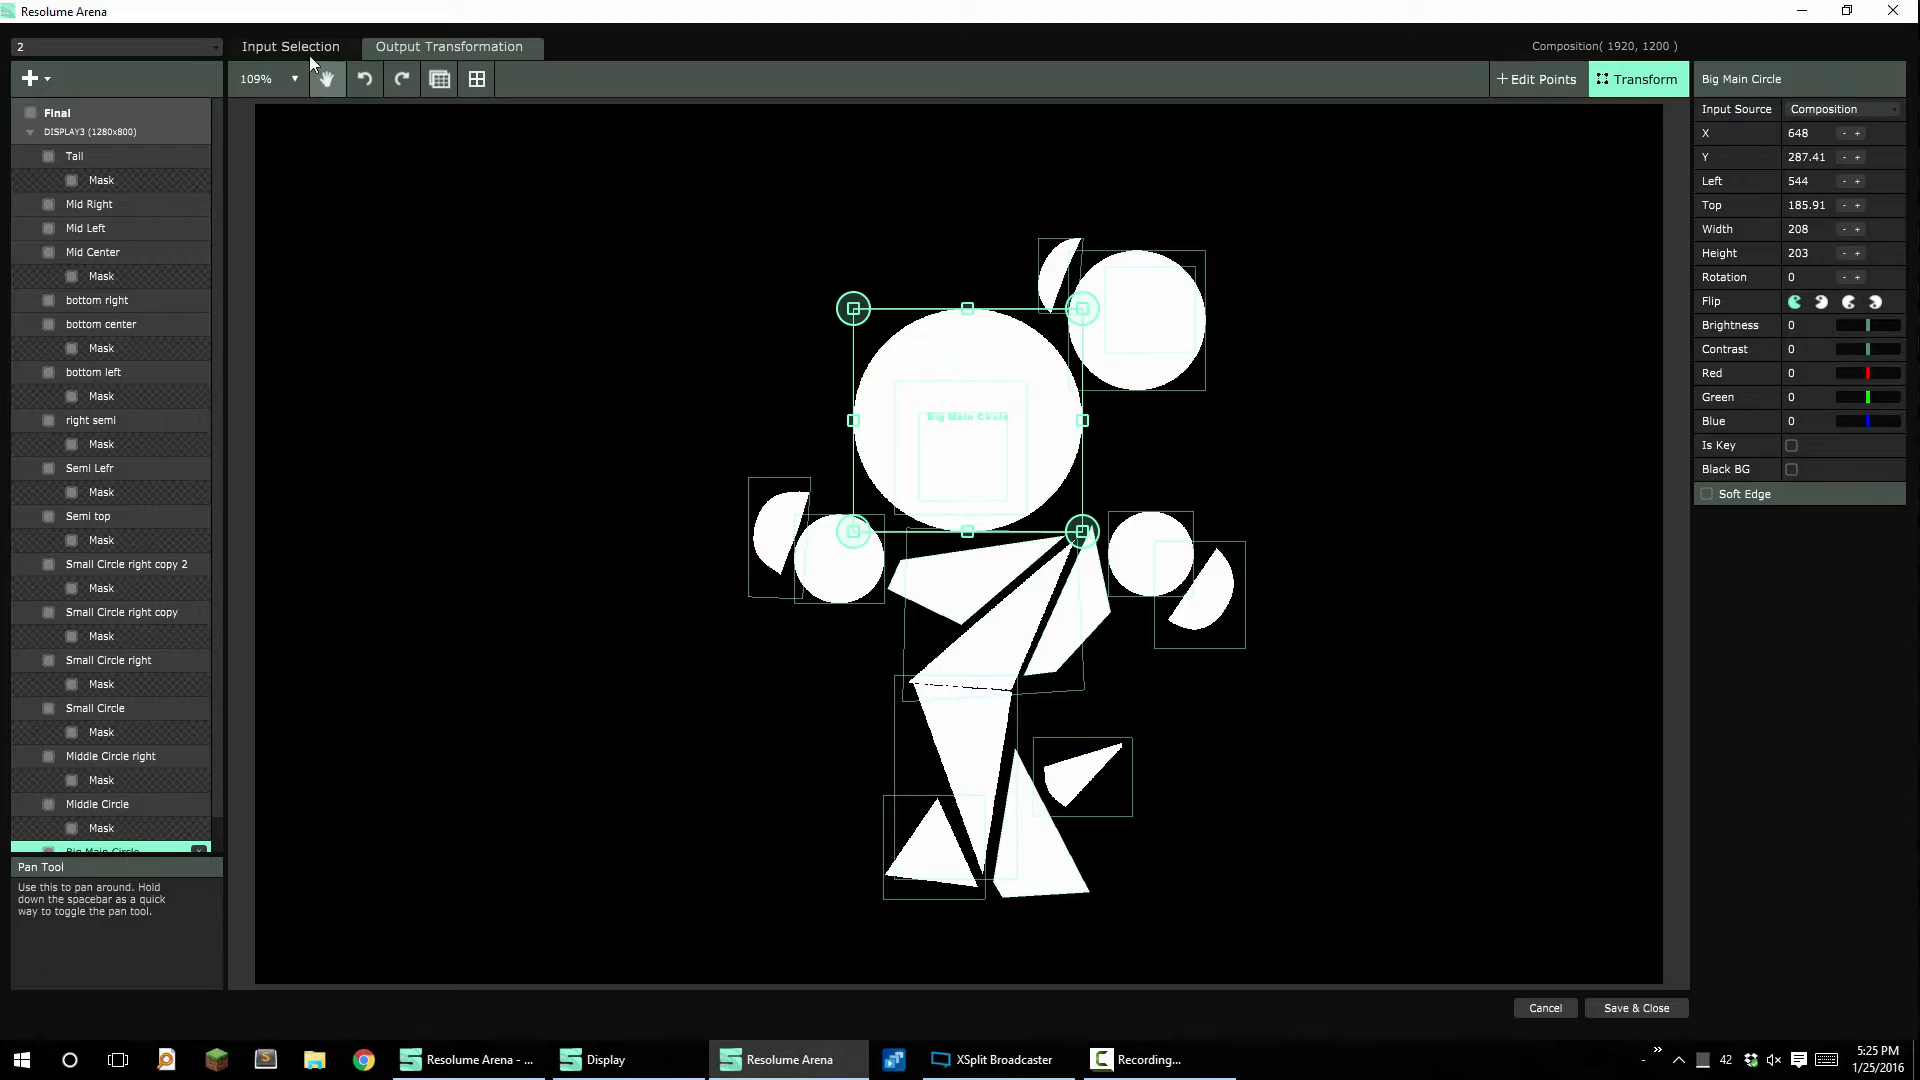 Resolume Arena
2
Input Selection
Output Transformation
Composition( 1920, 1200 )
109%
Edit Points
Transform
Big Main Circle
Final
DISPLAY3 (1280x800)
Tail
Mask
Mid Right
Mid Left
Mid Center
Mask
bottom right
bottom center
Mask
bottom left
Mask
right semi
Mask
Semi Lefr
Mask
Semi top
Mask
Small Circle right copy 2
Mask
Small Circle right copy
Mask
Small Circle right
Mask
Small Circle
Mask
Middle Circle right
Mask
Middle Circle
Mask
Big Main Circle
Pan Tool
Use this to pan around. Hold
down the spacebar as a quick
way to toggle the pan tool.
Big Main Circle
Input Source Composition
X 648 - +
Y 287.41 - +
Left 544 - +
Top 185.91 - +
Width 208 - +
Height 203 - +
Rotation 0 - +
Flip
Brightness 0
Contrast 0
Red 0
Green 0
Blue 0
Is Key
Black BG
Soft Edge
Cancel
Save & Close
Resolume Arena - ...
Display
Resolume Arena
XSplit Broadcaster
Recording...
42
5:25 PM
1/25/2016